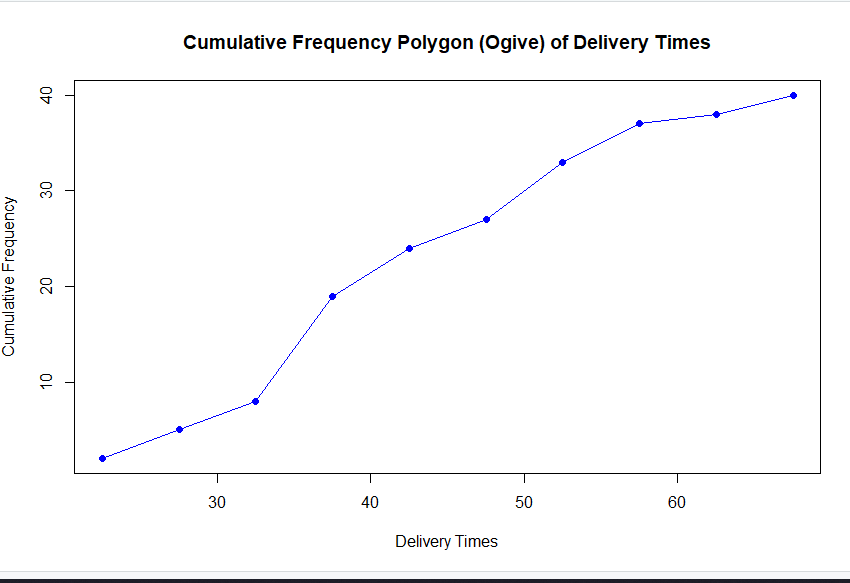 Cumulative Frequency Polygon (Ogive) of Delivery Times
Cumulative Frequency
40
30
20
10
30 40 50 60
Delivery Times